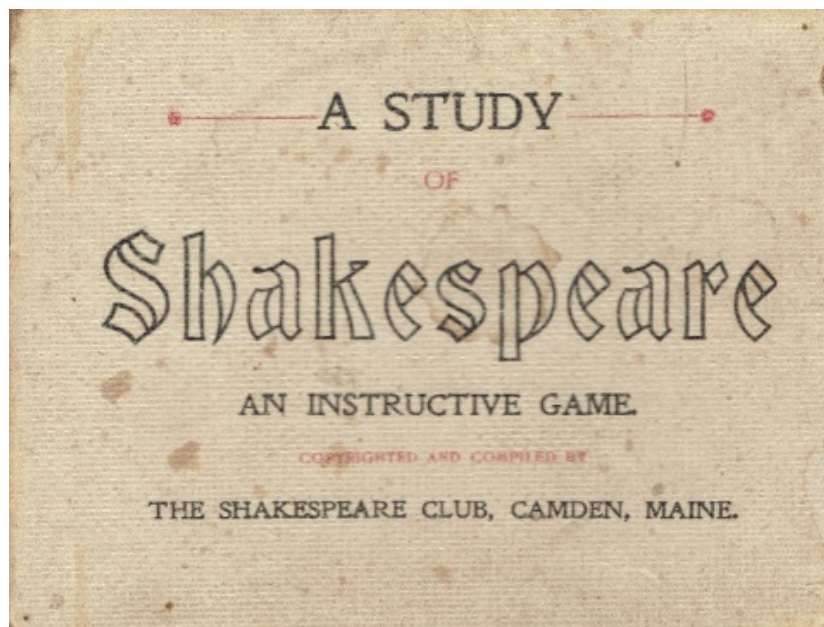 A STUDY
OF
Shakespeare
AN INSTRUCTIVE GAME.
COPYRIGHTED AND COMPILED BY
THE SHAKESPEARE CLUB, CAMDEN, MAINE.